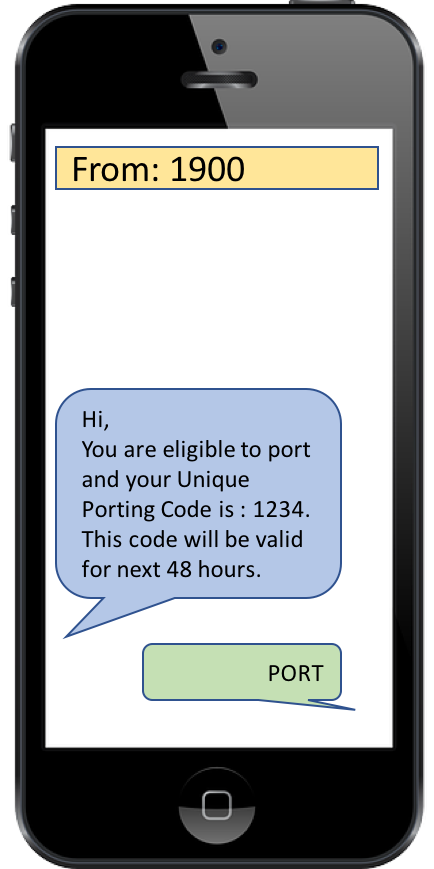 From: 1900
Hi,
You are eligible to port
and your Unique
Porting Code is : 1234.
This code will be valid
for next 48 hours.
PORT